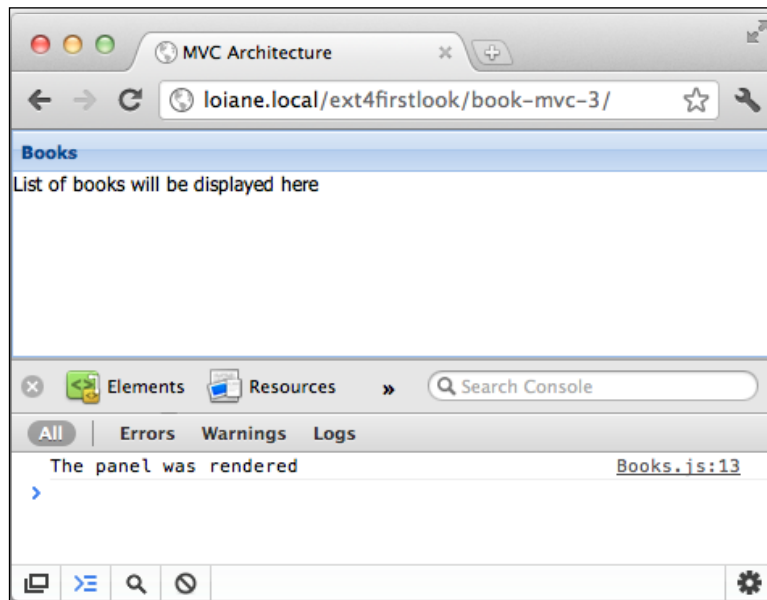 MVC Architecture
loiane.local/ext4firstlook/book-mvc-3/
Books
List of books will be displayed here
Elements Resources » Search Console
All Errors Warnings Logs
The panel was rendered Books.js:13